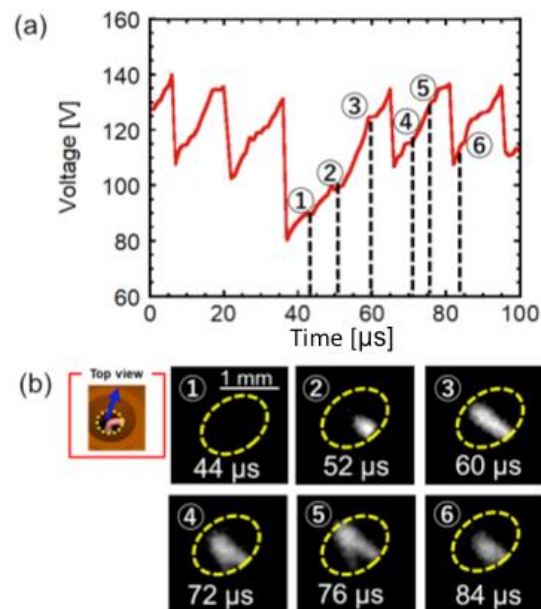 (a)
160
140
120
100
80
60
Voltage [V]
① ② ③ ④ ⑤ ⑥
0 20 40 60 80 100
Time [μs]
(b)
Top view
① 1 mm
44 μs
②
52 μs
③
60 μs
④
72 μs
⑤
76 μs
⑥
84 μs